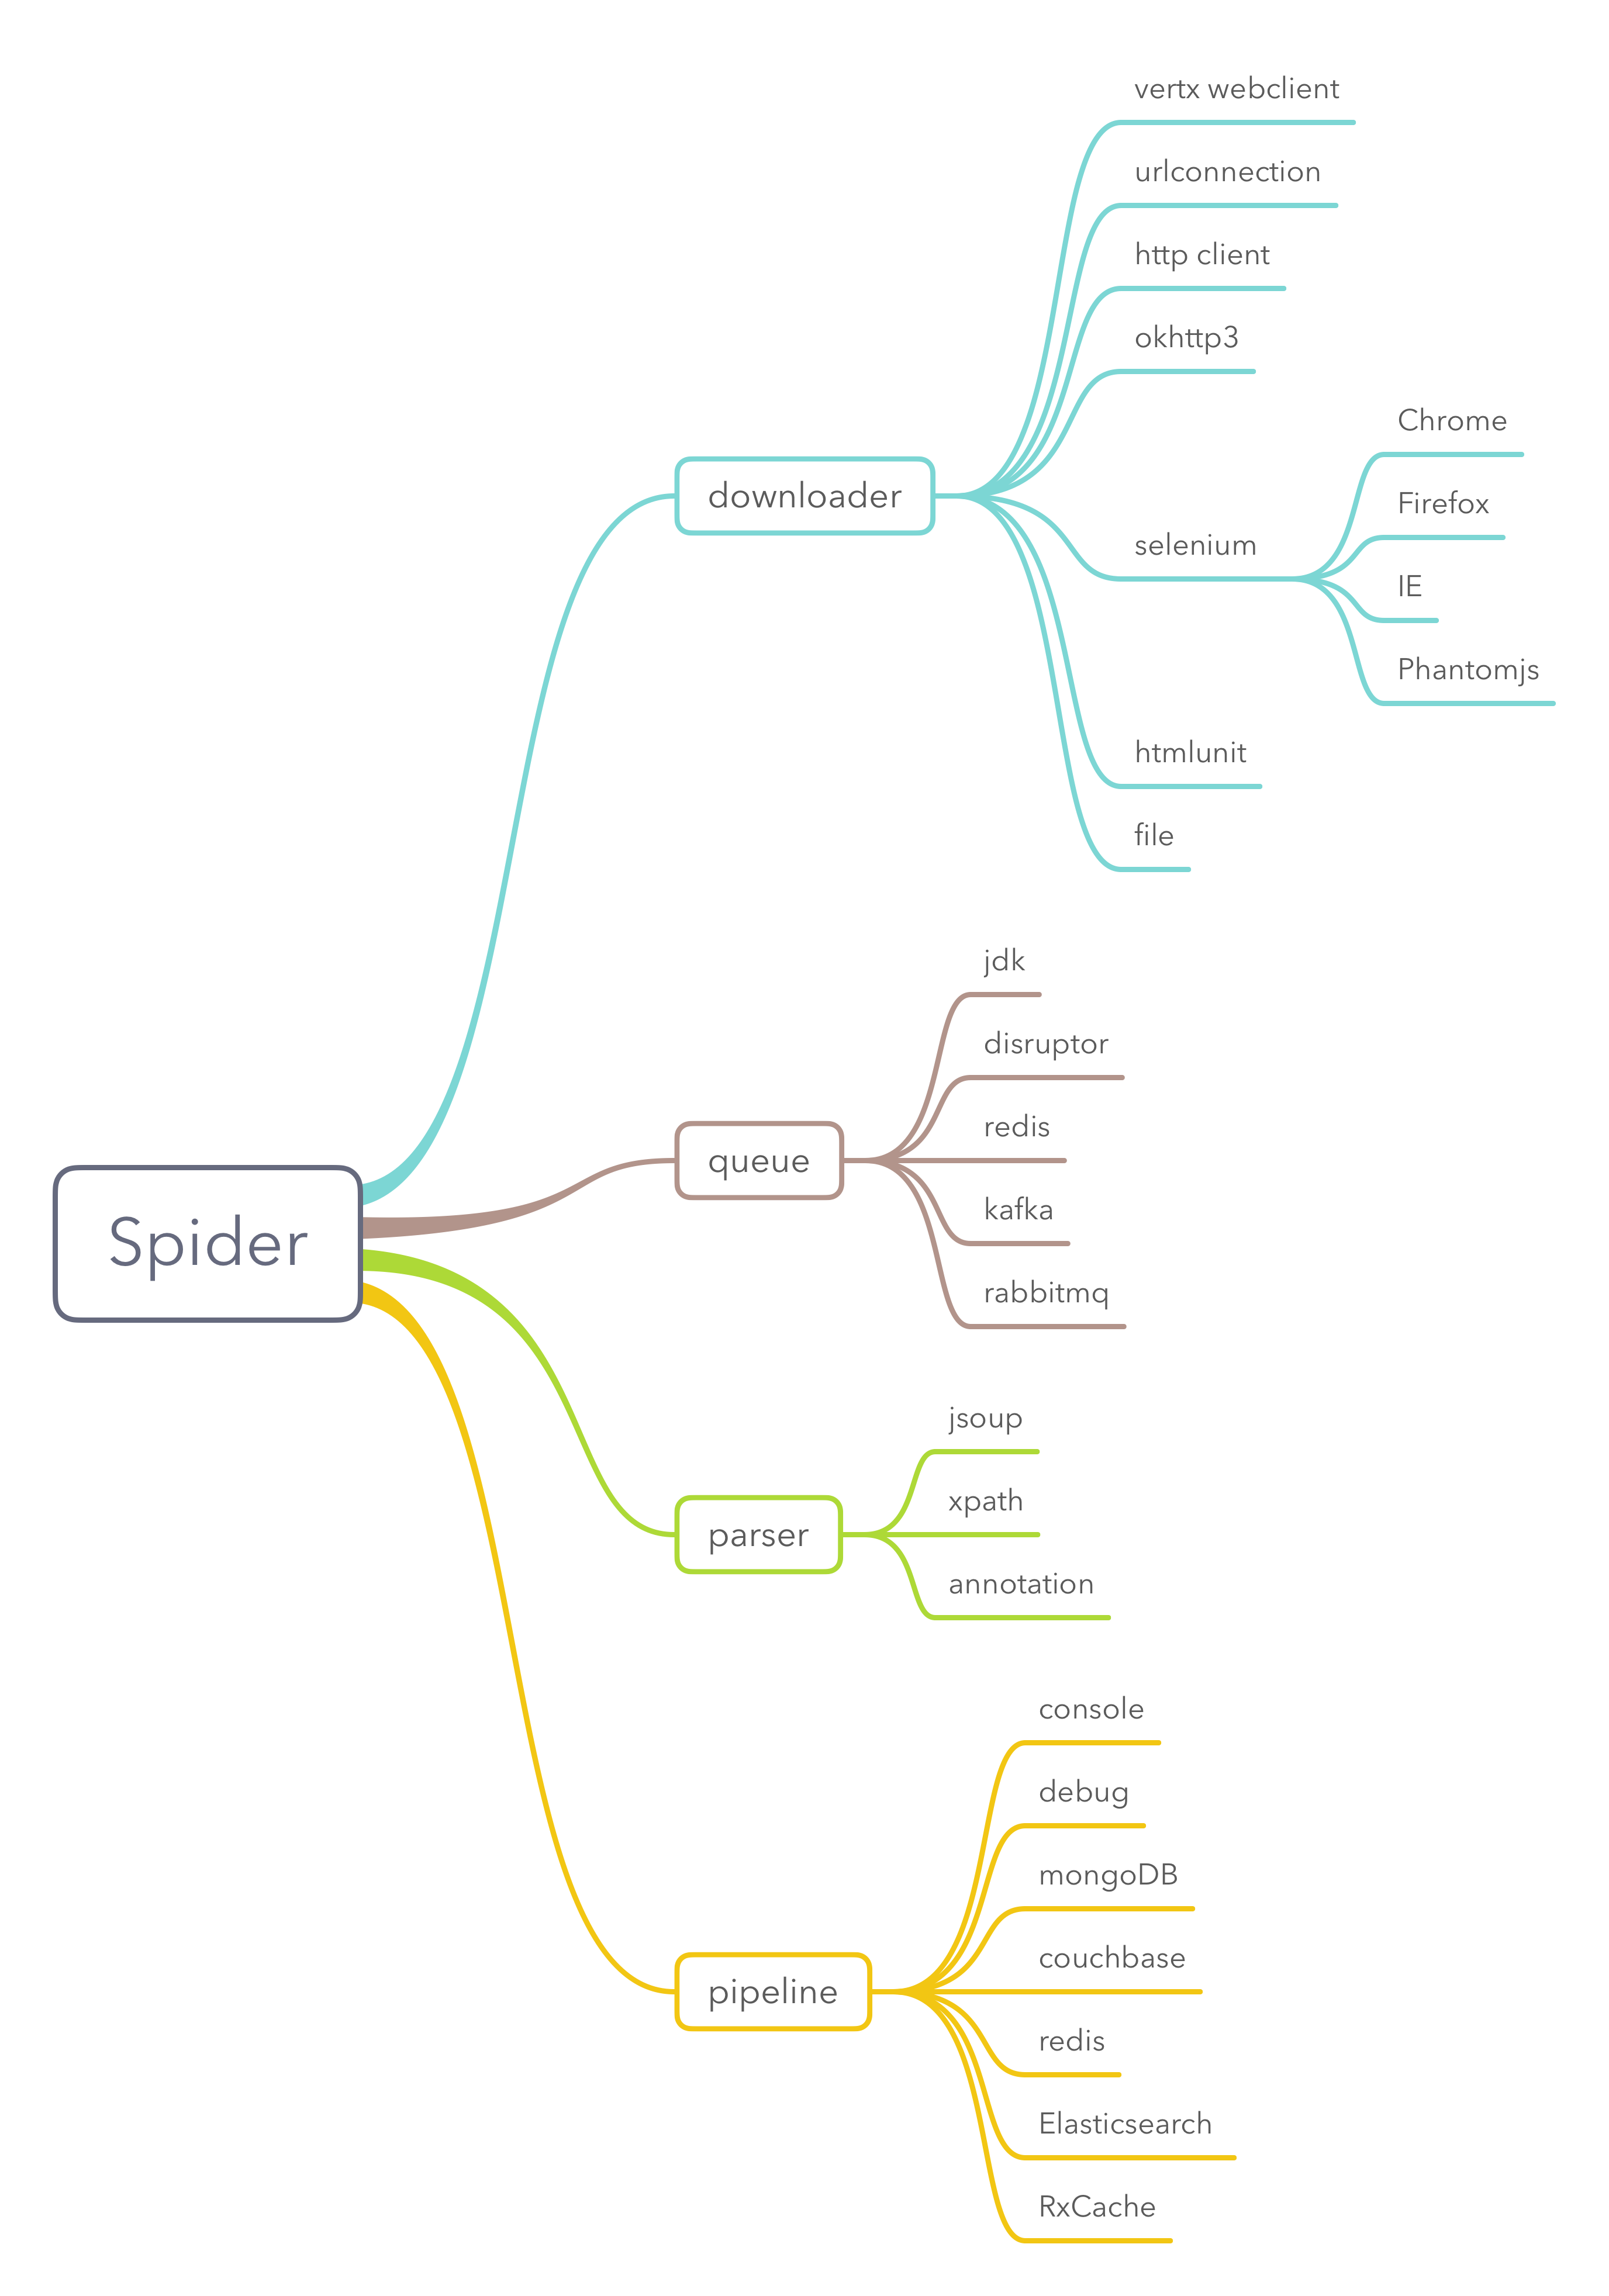 Spider
downloader
vertx webclient
urlconnection
http client
okhttp3
selenium
Chrome
Firefox
IE
Phantomjs
htmlunit
file
queue
jdk
disruptor
redis
kafka
rabbitmq
parser
jsoup
xpath
annotation
pipeline
console
debug
mongoDB
couchbase
redis
Elasticsearch
RxCache